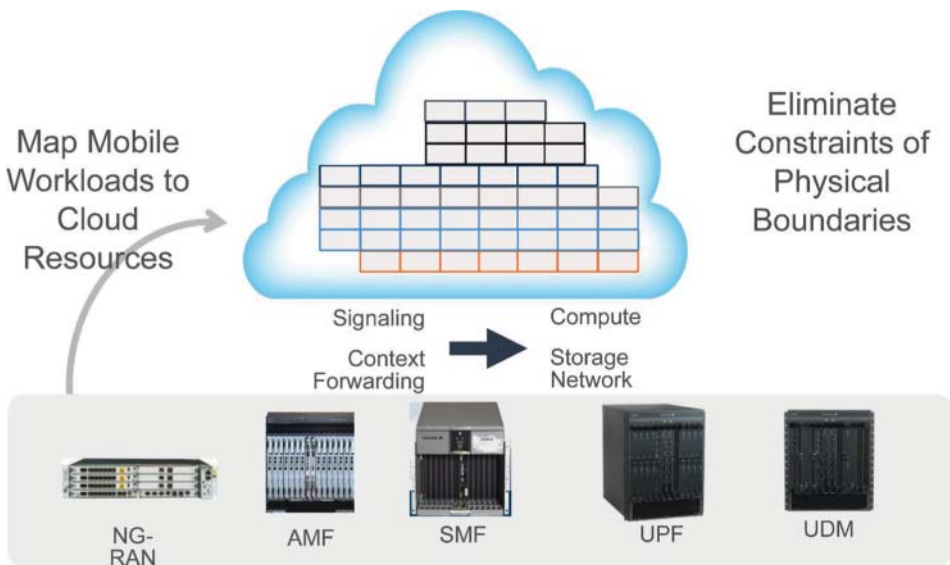 Map Mobile
Workloads to
Cloud
Resources
Eliminate
Constraints of
Physical
Boundaries
Signaling
Context
Forwarding
Compute
Storage
Network
NG-
RAN
AMF
SMF
UPF
UDM